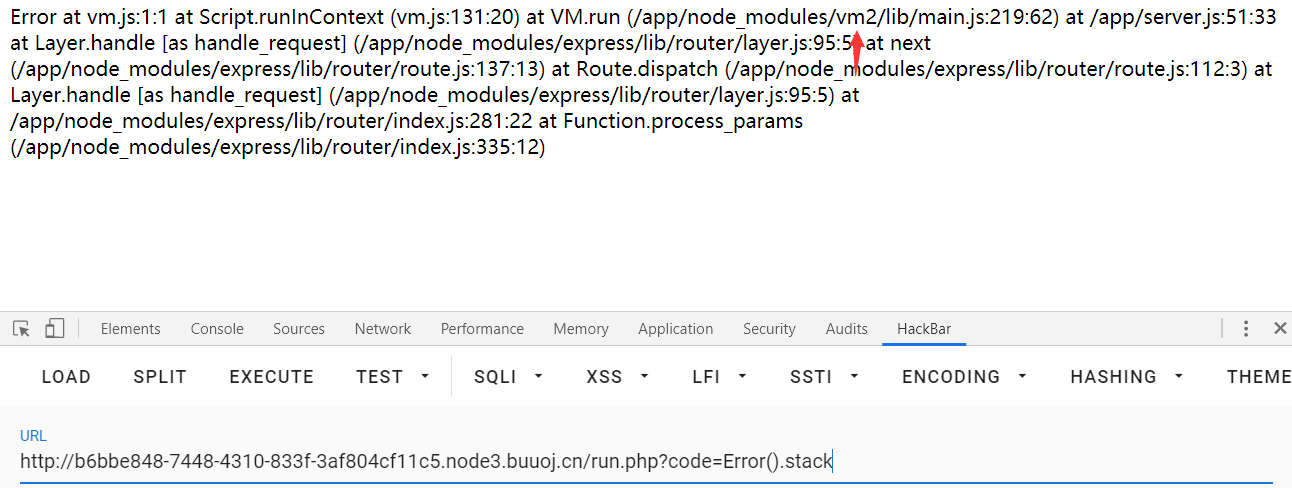 Error at vm.js:1:1 at Script.runInContext (vm.js:131:20) at VM.run (/app/node_modules/vm2/lib/main.js:219:62) at /app/server.js:51:33
at Layer.handle [as handle_request] (/app/node_modules/express/lib/router/layer.js:95:5) at next
(/app/node_modules/express/lib/router/route.js:137:13) at Route.dispatch (/app/node_modules/express/lib/router/route.js:112:3) at
Layer.handle [as handle_request] (/app/node_modules/express/lib/router/layer.js:95:5) at
/app/node_modules/express/lib/router/index.js:281:22 at Function.process_params
(/app/node_modules/express/lib/router/index.js:335:12)
Elements Console Sources Network Performance Memory Application Security Audits HackBar
LOAD SPLIT EXECUTE TEST SQLI XSS LFI SSTI ENCODING HASHING THEME
URL
http://b6bbe848-7448-4310-833f-3af804cf11c5.node3.buuoj.cn/run.php?code=Error().stack